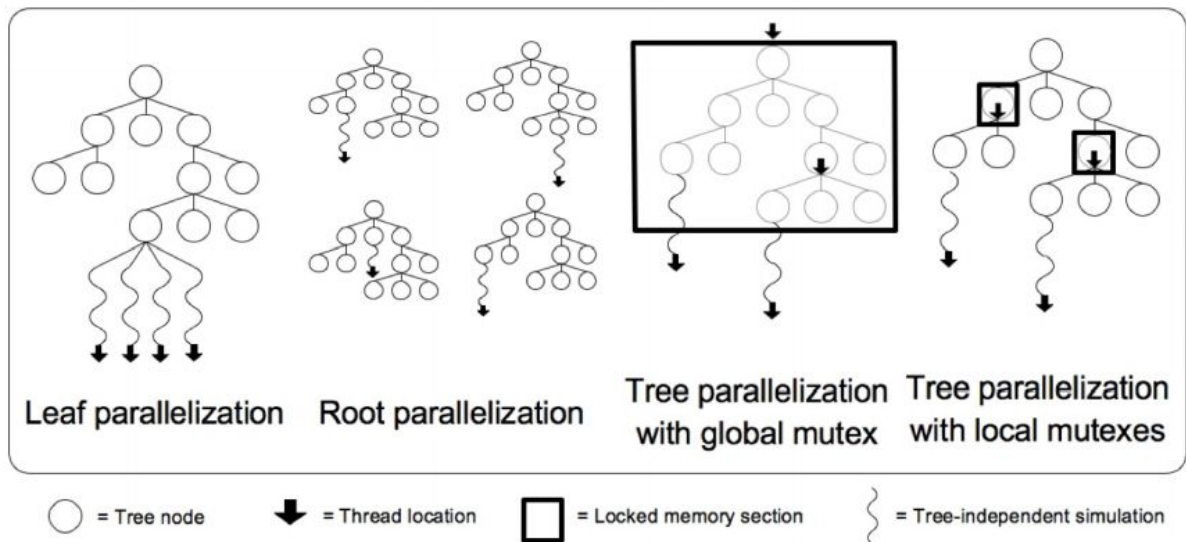 Leaf parallelization
Root parallelization
Tree parallelization
with global mutex
Tree parallelization
with local mutexes
= Tree node
= Thread location
= Locked memory section
= Tree-independent simulation